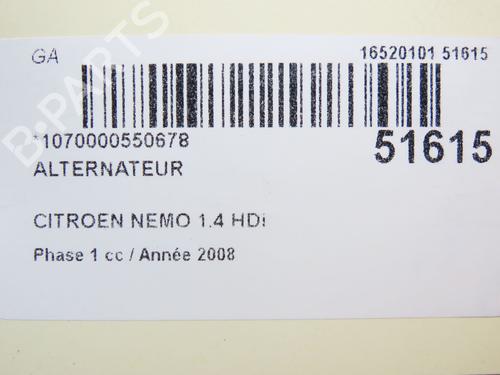 GA 16520101 51615
*1070000550678 51615
ALTERNATEUR
CITROEN NEMO 1.4 HDi
Phase 1 cc / Année 2008
B-PARTS